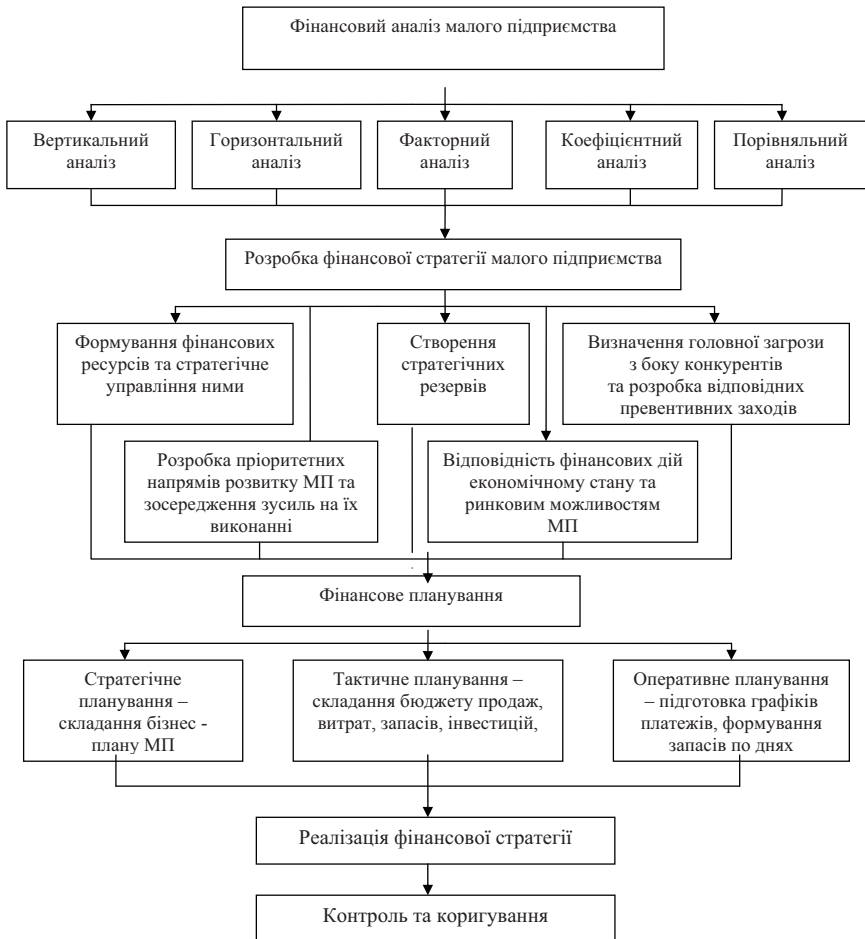 Фінансовий аналіз малого підприємства
Вертикальний
аналіз
Горизонтальний
аналіз
Факторний
аналіз
Коефіцієнтний
аналіз
Порівняльний
аналіз
Розробка фінансової стратегії малого підприємства
Формування фінансових
ресурсів та стратегічне
управління ними
Створення
стратегічних
резервів
Визначення головної загрози
з боку конкурентів
та розробка відповідних
превентивних заходів
Розробка пріоритетних
напрямів розвитку МП та
зосередження зусиль на їх
виконанні
Відповідність фінансових дій
економічному стану та
ринковим можливостям
МП
Фінансове планування
Стратегічне
планування –
складання бізнес -
плану МП
Тактичне планування –
складання бюджету продаж,
витрат, запасів, інвестицій,
Оперативне планування
– підготовка графіків
платежів, формування
запасів по днях
Реалізація фінансової стратегії
Контроль та коригування